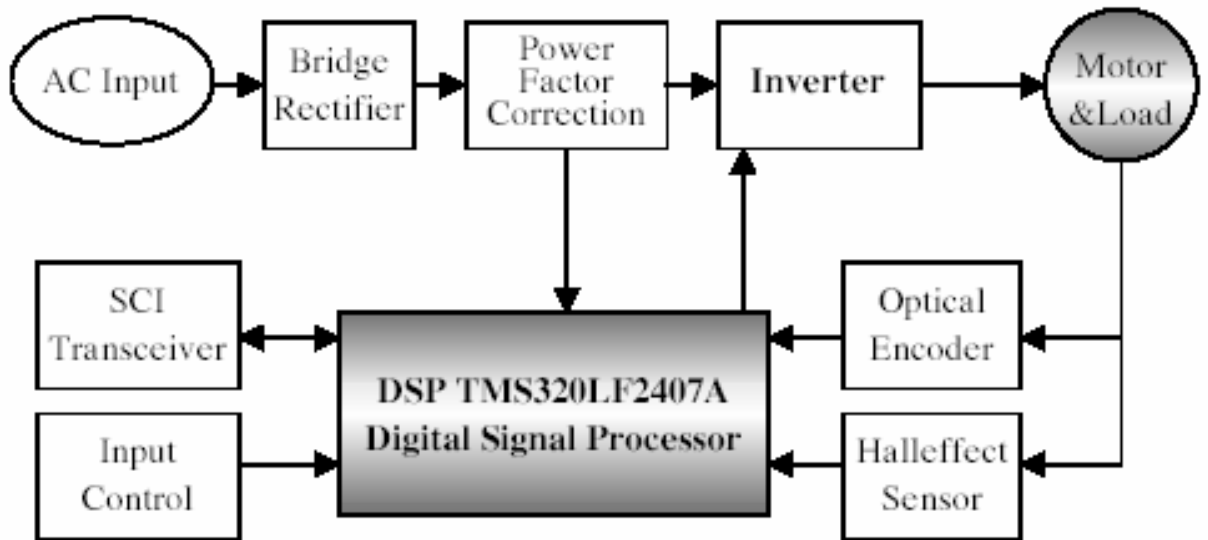 AC Input
Bridge
Rectifier
Power
Factor
Correction
Inverter
Motor
&Load
SCI
Transceiver
Optical
Encoder
DSP TMS320LF2407A
Digital Signal Processor
Input
Control
Halleffect
Sensor